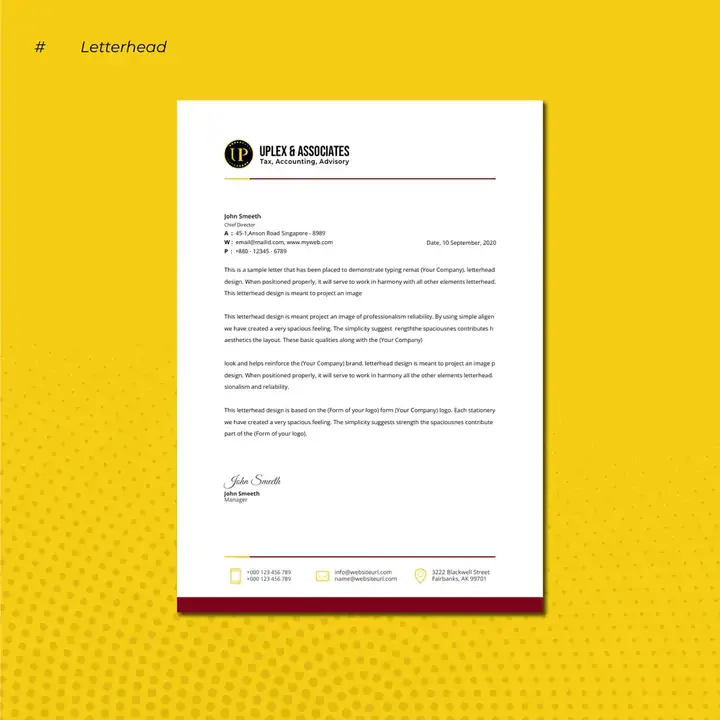 # Letterhead
UP
UPLEX & ASSOCIATES
Tax, Accounting, Advisory
John Smeeth
Chief Director
A : 45-1,Anson Road Singapore - 8989
W : email@mailid.com, www.myweb.com
Date, 10 September, 2020
P : +880 - 12345 - 6789
This is a sample letter that has been placed to demonstrate typing remat (Your Company). letterhead
design. When positioned properly, it will serve to work in harmony with all other elements letterhead.
This letterhead design is meant to project an image
This letterhead design is meant project an image of professionalism reliability. By using simple alignen
we have created a very spacious feeling. The simplicity suggest rengththe spaciousnes contributes h
aesthetics the layout. These basic qualities along with the (Your Company)
look and helps reinforce the (Your Company) brand. letterhead design is meant to project an image p
design. When positioned properly, it will serve to work in harmony all the other elements letterhead.
sionalism and reliability.
This letterhead design is based on the (Form of your logo) form (Your Company) logo. Each stationery
we have created a very spacious.feeling. The simplicity suggests strength the spaciousnes contribute
part of the (Form of your logo).
John Smeeth
John Smeeth
Manager
+000 123 456 789
+000 123 456 789
info@websiteurl.com
name@websiteurl.com
3222 Blackwell Street
Fairbanks, AK 99701